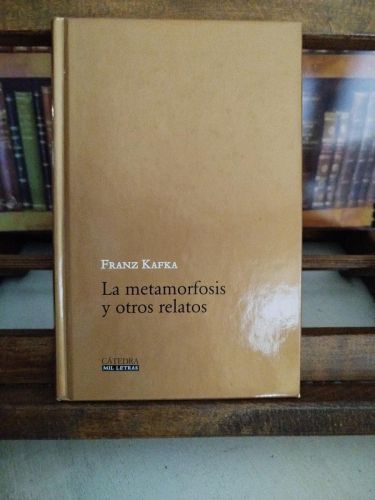 FRANZ KAFKA
La metamorfosis
y otros relatos
CÁTEDRA
MIL LETRAS